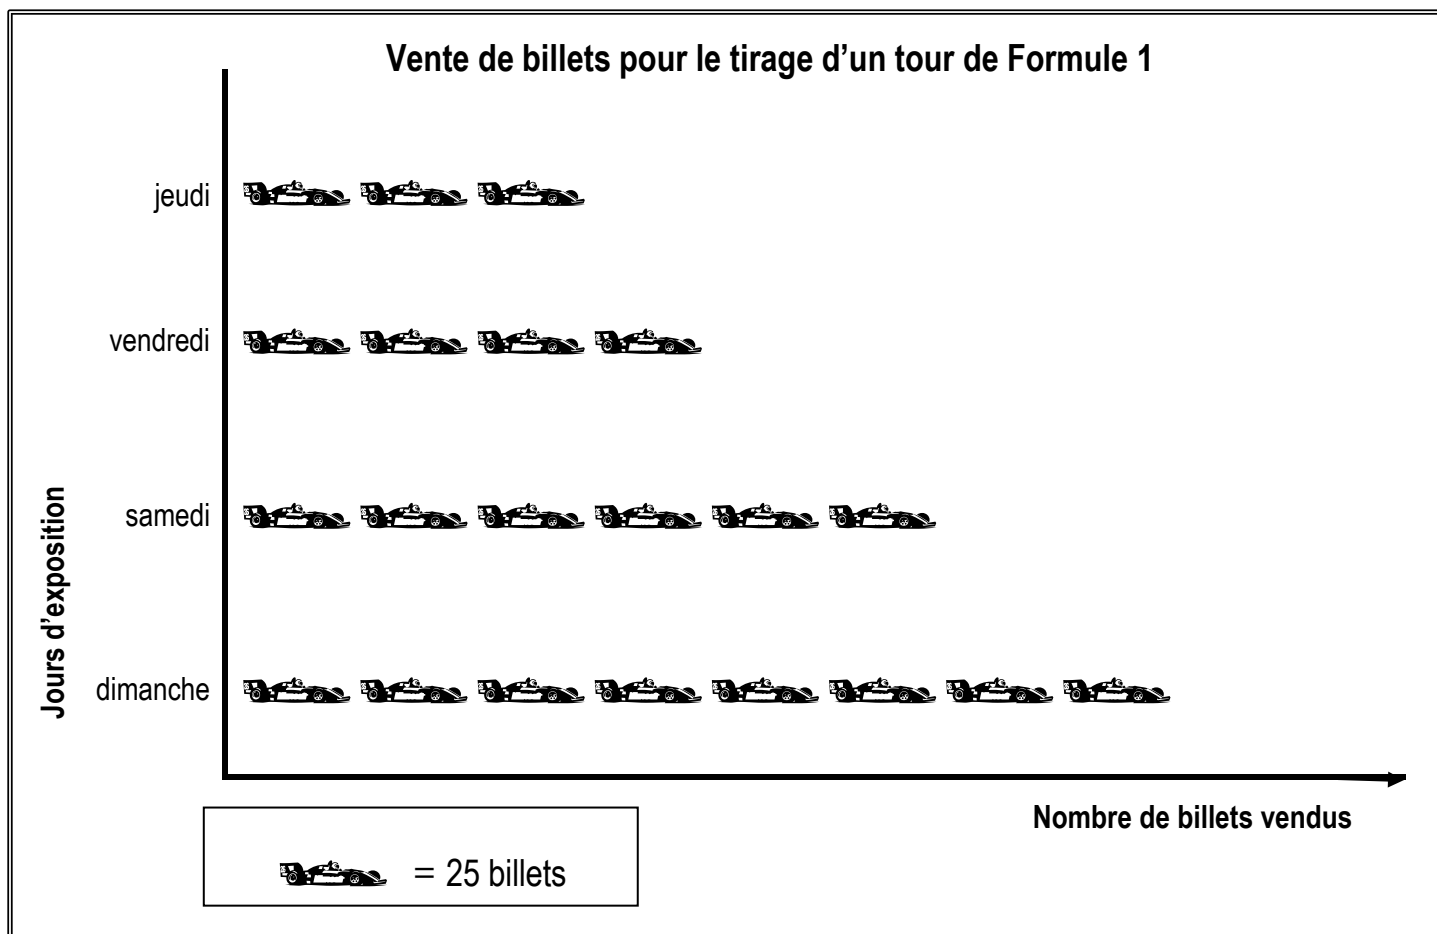 Vente de billets pour le tirage d’un tour de Formule 1
jeudi
vendredi
samedi
dimanche
Jours d’exposition
Nombre de billets vendus
= 25 billets